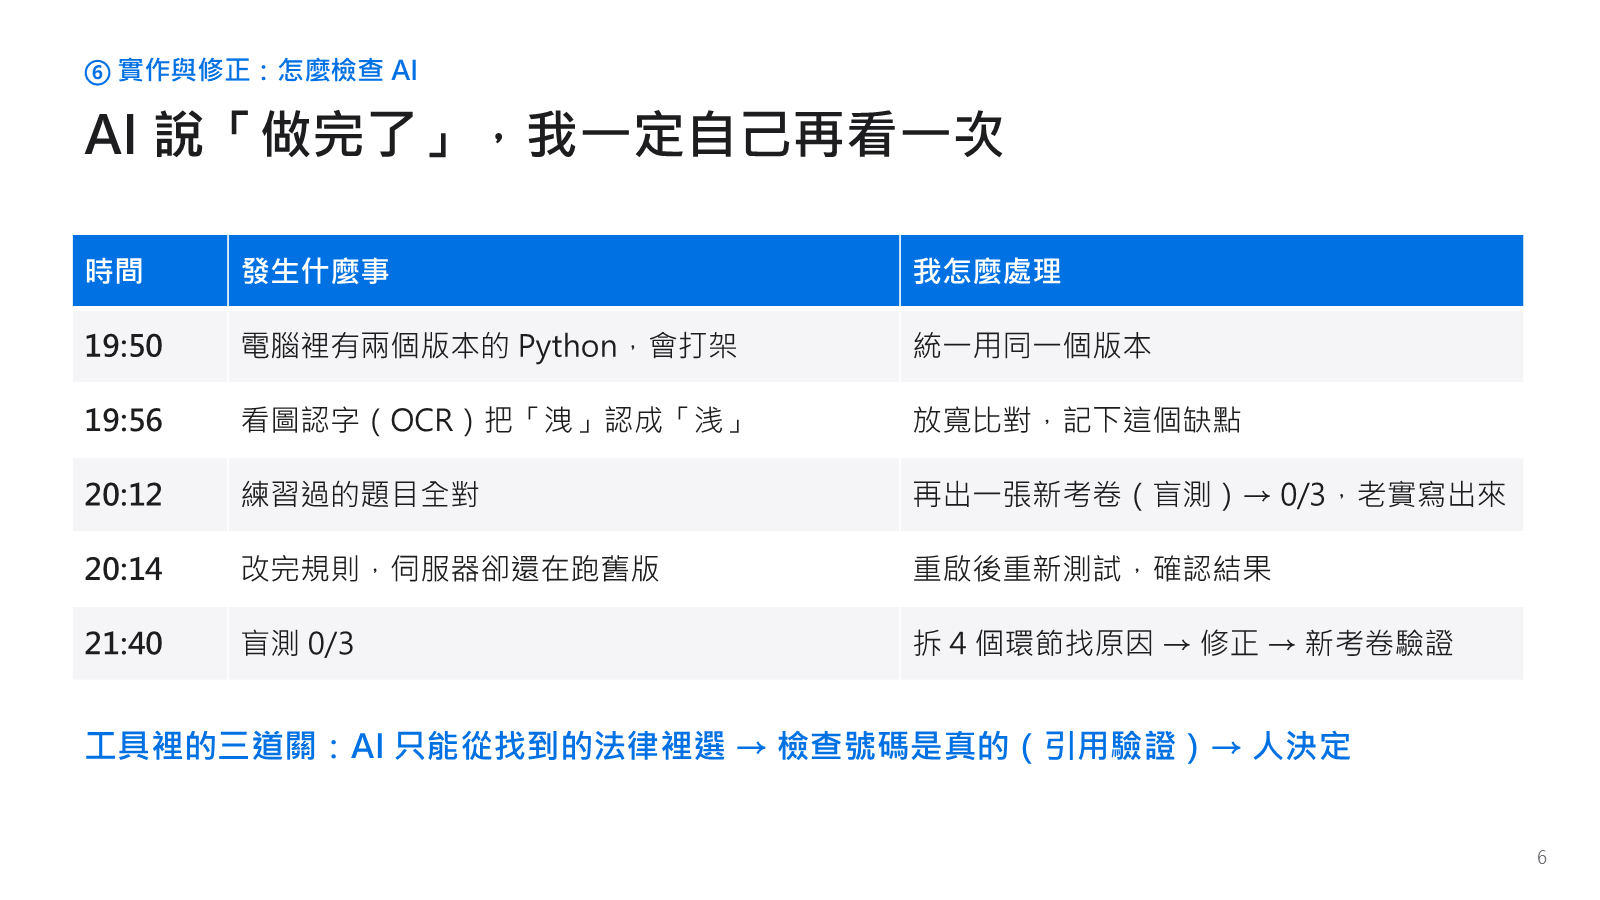 ⑥ 實作與修正：怎麼檢查 AI
AI 說「做完了」，我一定自己再看一次
時間 發生什麼事 我怎麼處理
19:50 電腦裡有兩個版本的 Python，會打架 統一用同一個版本
19:56 看圖認字（OCR）把「洩」認成「浅」 放寬比對，記下這個缺點
20:12 練習過的題目全對 再出一張新考卷（盲測）→ 0/3，老實寫出來
20:14 改完規則，伺服器卻還在跑舊版 重啟後重新測試，確認結果
21:40 盲測 0/3 拆 4 個環節找原因 → 修正 → 新考卷驗證
工具裡的三道關：AI 只能從找到的法律裡選 → 檢查號碼是真的（引用驗證）→ 人決定
6